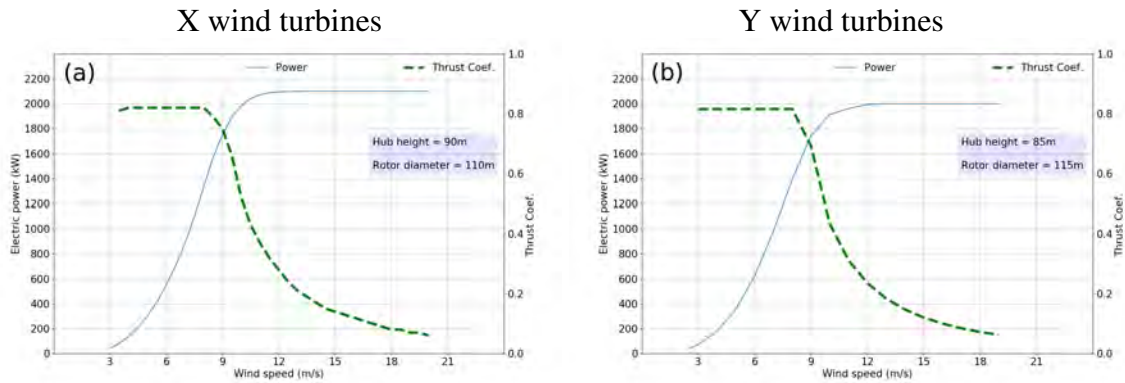 X wind turbines
Y wind turbines
(a)
Power
Thrust Coef.
Hub height = 90m
Rotor diameter = 110m
Electric power (kW)
2200
2000
1800
1600
1400
1200
1000
800
600
400
200
0
1.0
0.8
0.6
0.4
0.2
0.0
Thrust Coef.
3 6 9 12 15 18 21
Wind speed (m/s)
(b)
Power
Thrust Coef.
Hub height = 85m
Rotor diameter = 115m
Electric power (kW)
2200
2000
1800
1600
1400
1200
1000
800
600
400
200
0
1.0
0.8
0.6
0.4
0.2
0.0
Thrust Coef.
3 6 9 12 15 18 21
Wind speed (m/s)